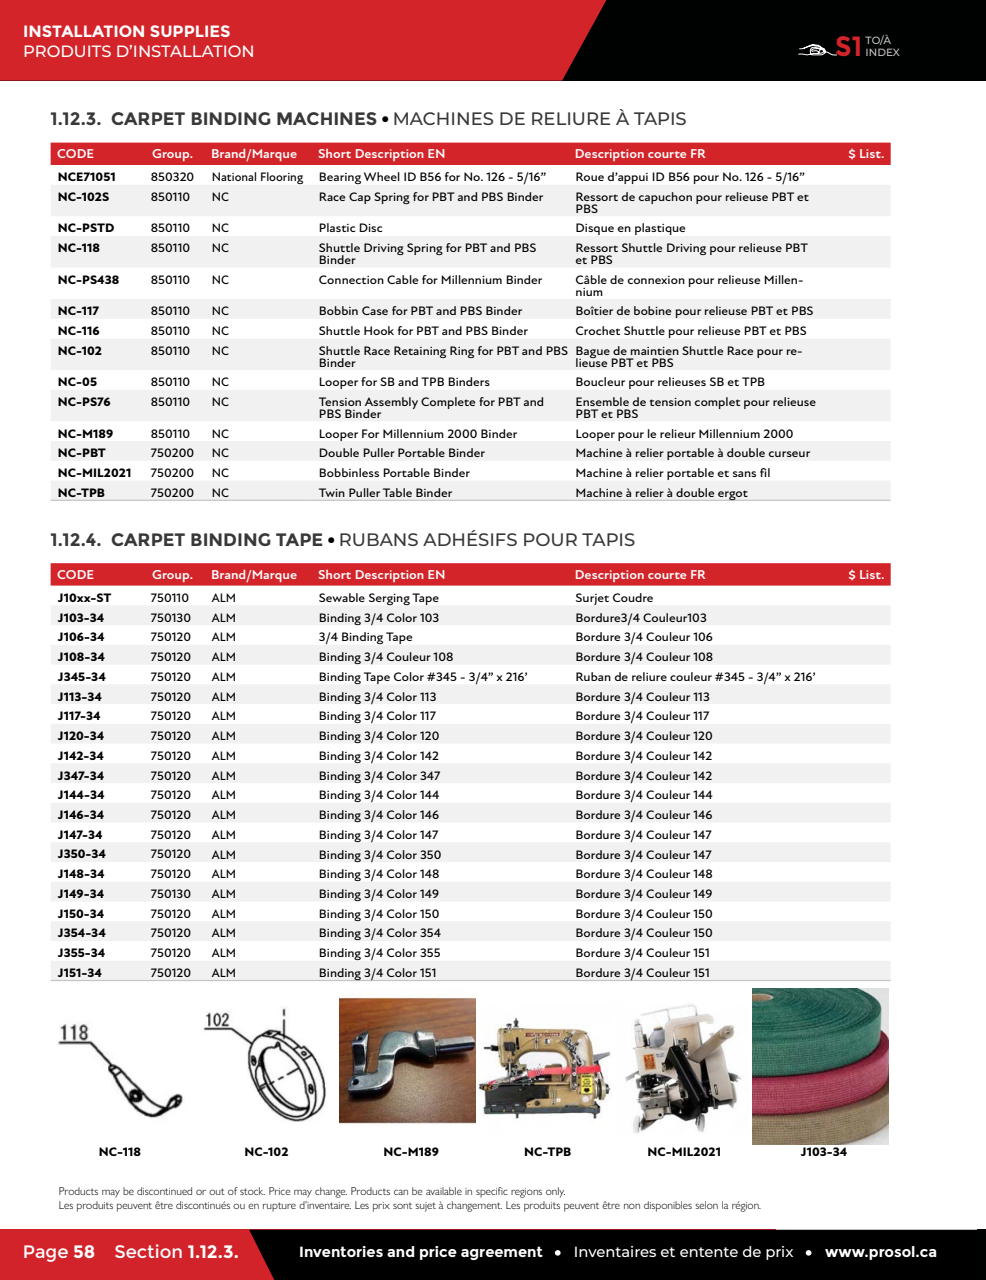 INSTALLATION SUPPLIES
PRODUITS D’INSTALLATION
S1 TO/À INDEX
1.12.3. CARPET BINDING MACHINES • MACHINES DE RELIURE À TAPIS
CODE Group. Brand/Marque Short Description EN Description courte FR $ List.
NCE71051 850320 National Flooring Bearing Wheel ID B56 for No. 126 - 5/16” Roue d’appui ID B56 pour No. 126 - 5/16”
NC-102S 850110 NC Race Cap Spring for PBT and PBS Binder Ressort de capuchon pour relieuse PBT et
PBS
NC-PSTD 850110 NC Plastic Disc Disque en plastique
NC-118 850110 NC Shuttle Driving Spring for PBT and PBS Ressort Shuttle Driving pour relieuse PBT
Binder et PBS
NC-PS438 850110 NC Connection Cable for Millennium Binder Câble de connexion pour relieuse Millen-
nium
NC-117 850110 NC Bobbin Case for PBT and PBS Binder Boîtier de bobine pour relieuse PBT et PBS
NC-116 850110 NC Shuttle Hook for PBT and PBS Binder Crochet Shuttle pour relieuse PBT et PBS
NC-102 850110 NC Shuttle Race Retaining Ring for PBT and PBS Bague de maintien Shuttle Race pour re-
Binder lieuse PBT et PBS
NC-05 850110 NC Looper for SB and TPB Binders Boucleur pour relieuses SB et TPB
NC-PS76 850110 NC Tension Assembly Complete for PBT and Ensemble de tension complet pour relieuse
PBS Binder PBT et PBS
NC-M189 850110 NC Looper For Millennium 2000 Binder Looper pour le relieur Millennium 2000
NC-PBT 750200 NC Double Puller Portable Binder Machine à relier portable à double curseur
NC-MIL2021 750200 NC Bobbinless Portable Binder Machine à relier portable et sans fil
NC-TPB 750200 NC Twin Puller Table Binder Machine à relier à double ergot
1.12.4. CARPET BINDING TAPE • RUBANS ADHÉSIFS POUR TAPIS
CODE Group. Brand/Marque Short Description EN Description courte FR $ List.
J10xx-ST 750110 ALM Sewable Serging Tape Surjet Coudre
J103-34 750130 ALM Binding 3/4 Color 103 Bordure3/4 Couleur103
J106-34 750120 ALM 3/4 Binding Tape Bordure 3/4 Couleur 106
J108-34 750120 ALM Binding 3/4 Couleur 108 Bordure 3/4 Couleur 108
J345-34 750120 ALM Binding Tape Color #345 - 3/4” x 216’ Ruban de reliure couleur #345 - 3/4” x 216’
J113-34 750120 ALM Binding 3/4 Color 113 Bordure 3/4 Couleur 113
J117-34 750120 ALM Binding 3/4 Color 117 Bordure 3/4 Couleur 117
J120-34 750120 ALM Binding 3/4 Color 120 Bordure 3/4 Couleur 120
J142-34 750120 ALM Binding 3/4 Color 142 Bordure 3/4 Couleur 142
J347-34 750120 ALM Binding 3/4 Color 347 Bordure 3/4 Couleur 142
J144-34 750120 ALM Binding 3/4 Color 144 Bordure 3/4 Couleur 144
J146-34 750120 ALM Binding 3/4 Color 146 Bordure 3/4 Couleur 146
J147-34 750120 ALM Binding 3/4 Color 147 Bordure 3/4 Couleur 147
J350-34 750120 ALM Binding 3/4 Color 350 Bordure 3/4 Couleur 147
J148-34 750120 ALM Binding 3/4 Color 148 Bordure 3/4 Couleur 148
J149-34 750130 ALM Binding 3/4 Color 149 Bordure 3/4 Couleur 149
J150-34 750120 ALM Binding 3/4 Color 150 Bordure 3/4 Couleur 150
J354-34 750120 ALM Binding 3/4 Color 354 Bordure 3/4 Couleur 150
J355-34 750120 ALM Binding 3/4 Color 355 Bordure 3/4 Couleur 151
J151-34 750120 ALM Binding 3/4 Color 151 Bordure 3/4 Couleur 151
118 102
NC-118 NC-102 NC-M189 NC-TPB NC-MIL2021 J103-34
Products may be discontinued or out of stock. Price may change. Products can be available in specific regions only.
Les produits peuvent être discontinués ou en rupture d’inventaire. Les prix sont sujet à changement. Les produits peuvent être non disponibles selon la région.
Page 58 Section 1.12.3. Inventories and price agreement • Inventaires et entente de prix • www.prosol.ca